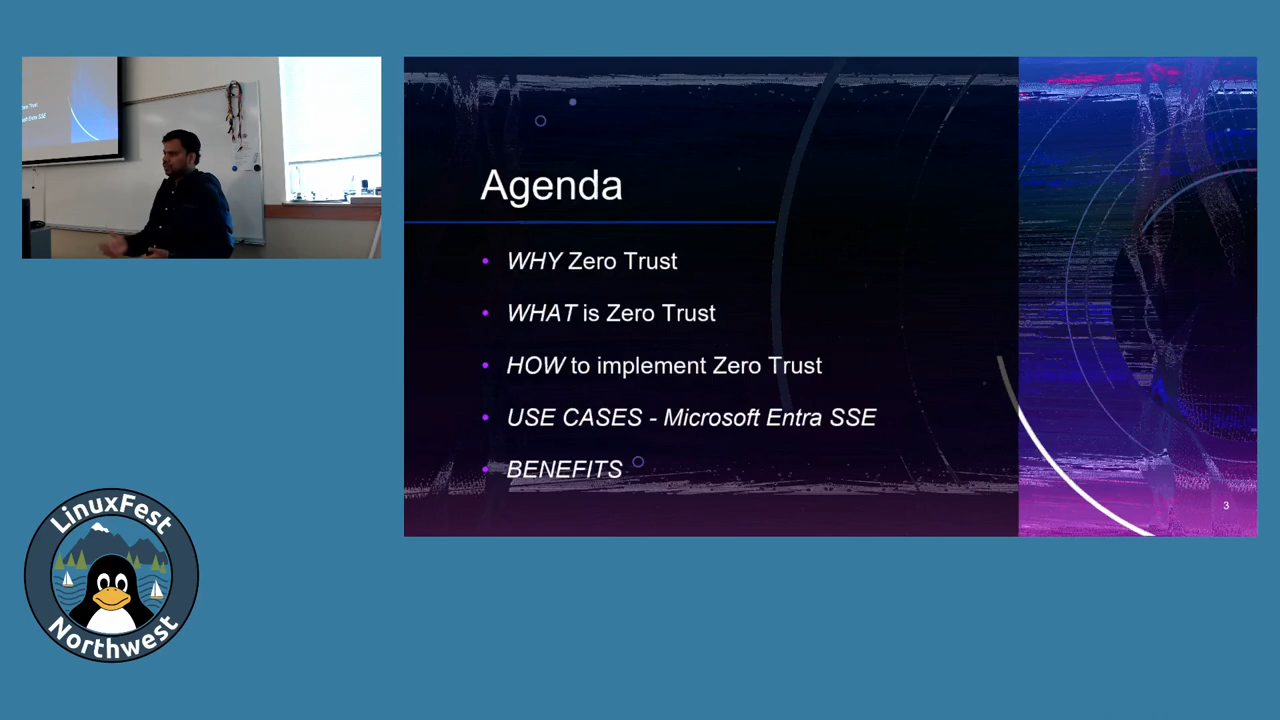 Agenda
• WHY Zero Trust
• WHAT is Zero Trust
• HOW to implement Zero Trust
• USE CASES - Microsoft Entra SSE
• BENEFITS
3
LinuxFest
Northwest